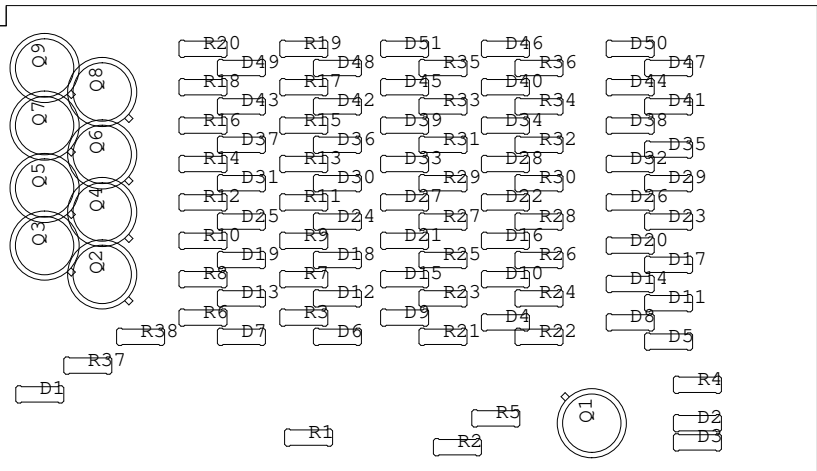 R20 R19 D51 D46 D50
Q9 D49 D48 R35 R36 D47
Q8 R18 R17 D45 D40 D44
Q7 D43 D42 R33 R34 D41
R16 R15 D39 D34 D38
Q6 D37 D36 R31 R32 D35
R14 R13 D33 D28 D32
Q5 D31 D30 R29 R30 D29
Q4 R12 R11 D27 D22 D26
D25 D24 R27 R28 D23
Q3 R10 R9 D21 D16 D20
Q2 D19 D18 R25 R26 D17
R8 R7 D15 D10 D14
D13 D12 R23 R24 D11
R6 R3 D9 D4 D8
R38 D7 D6 R21 R22 D5
R37
D1 R4
R5 Q1 D2
R1 R2 D3